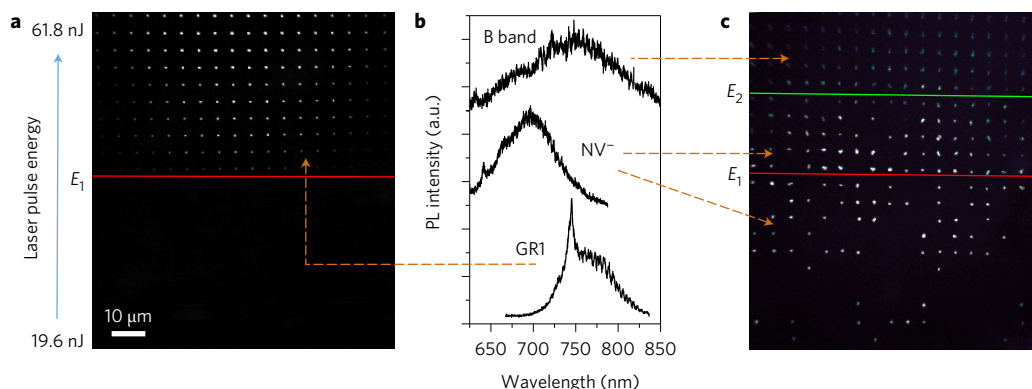 a
61.8 nJ
Laser pulse energy
E1
19.6 nJ
10 μm
b
PL intensity (a.u.)
B band
NV−
GR1
650 700 750 800 850
Wavelength (nm)
c
E2
E1